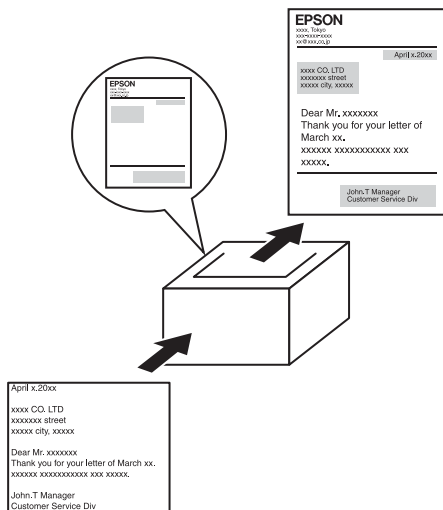 EPSON
xxxx, Tokyo
xxx-xxxx-xxxx
xx@xxx,co,jp
April x.20xx
xxxx CO. LTD
xxxxxxx street
xxxxx city, xxxxx
Dear Mr. xxxxxxx
Thank you for your letter of
March xx.
xxxxxx xxxxxxxxxxx xxx
xxxxx.
John.T Manager
Customer Service Div
EPSON
April x.20xx
xxxx CO. LTD
xxxxxxx street
xxxxx city, xxxxx
Dear Mr. xxxxxxx
Thank you for your letter of March xx.
xxxxxx xxxxxxxxxxx xxx xxxxx.
John.T Manager
Customer Service Div